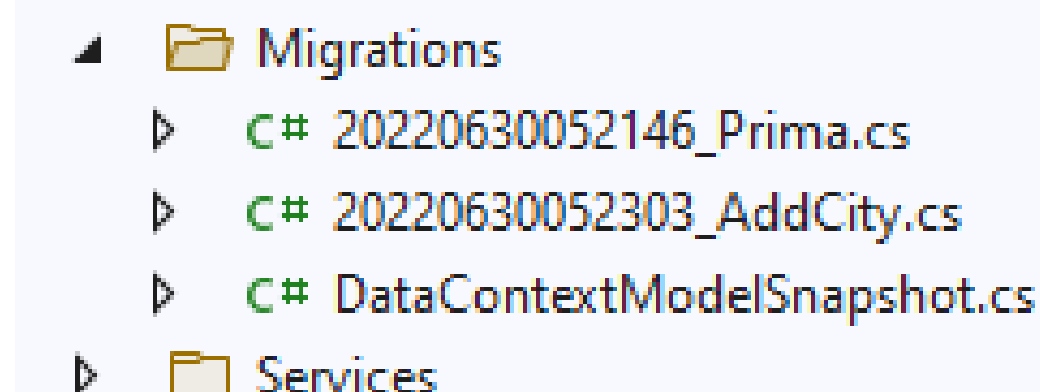 Migrations
C# 20220630052146_Prima.cs
C# 20220630052303_AddCity.cs
C# DataContextModelSnapshot.cs
Services